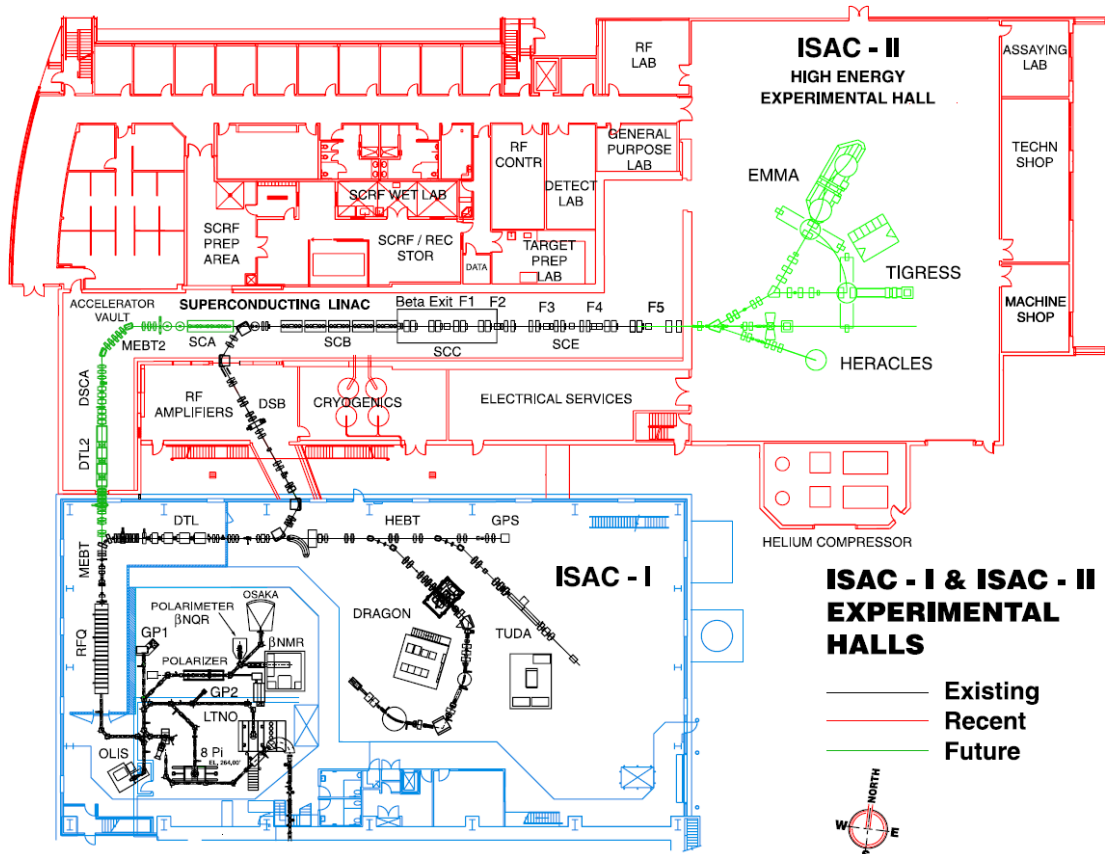 RF
LAB
ISAC - II
HIGH ENERGY
EXPERIMENTAL HALL
ASSAYING
LAB
TECHN
SHOP
MACHINE
SHOP
RF
CONTR
GENERAL
PURPOSE
LAB
DETECT
LAB
SCRF WET LAB
SCRF
PREP
AREA
SCRF / REC
STOR
DATA
TARGET
PREP
LAB
EMMA
TIGRESS
HERACLES
ACCELERATOR
VAULT
SUPERCONDUCTING LINAC
Beta Exit F1 F2
F3 F4 F5
MEBT2
SCA
SCB
SCC
SCE
DSCA
DTL2
RF
AMPLIFIERS
DSB
CRYOGENICS
ELECTRICAL SERVICES
HELIUM COMPRESSOR
MEBT
DTL
HEBT
GPS
ISAC - I
RFQ
POLARIMETER
βNQR
OSAKA
GP1
βNMR
POLARIZER
GP2
LTNO
OLIS
8 Pi
EL. 264,00'
DRAGON
TUDA
ISAC - I & ISAC - II
EXPERIMENTAL
HALLS
Existing
Recent
Future
NORTH
W E
S